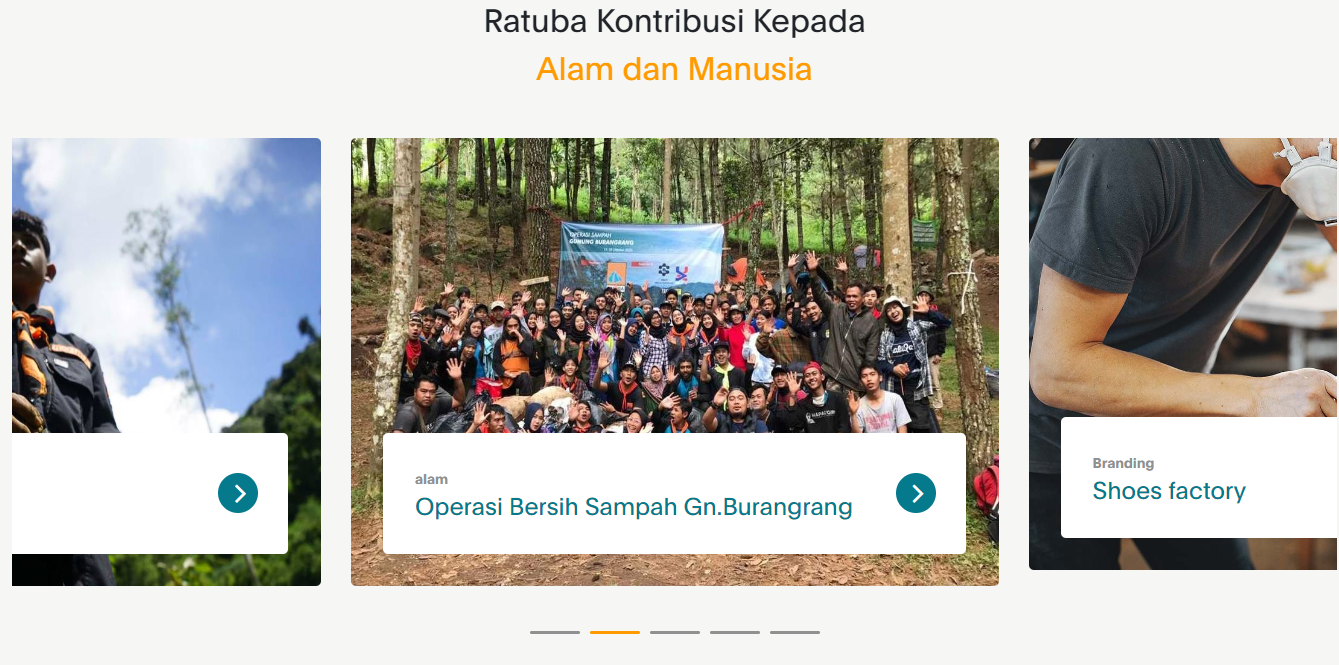 Ratuba Kontribusi Kepada
Alam dan Manusia
OPERASI SAMPAH
GUNUNG BURANGRANG
alam
Operasi Bersih Sampah Gn.Burangrang
Branding
Shoes factory